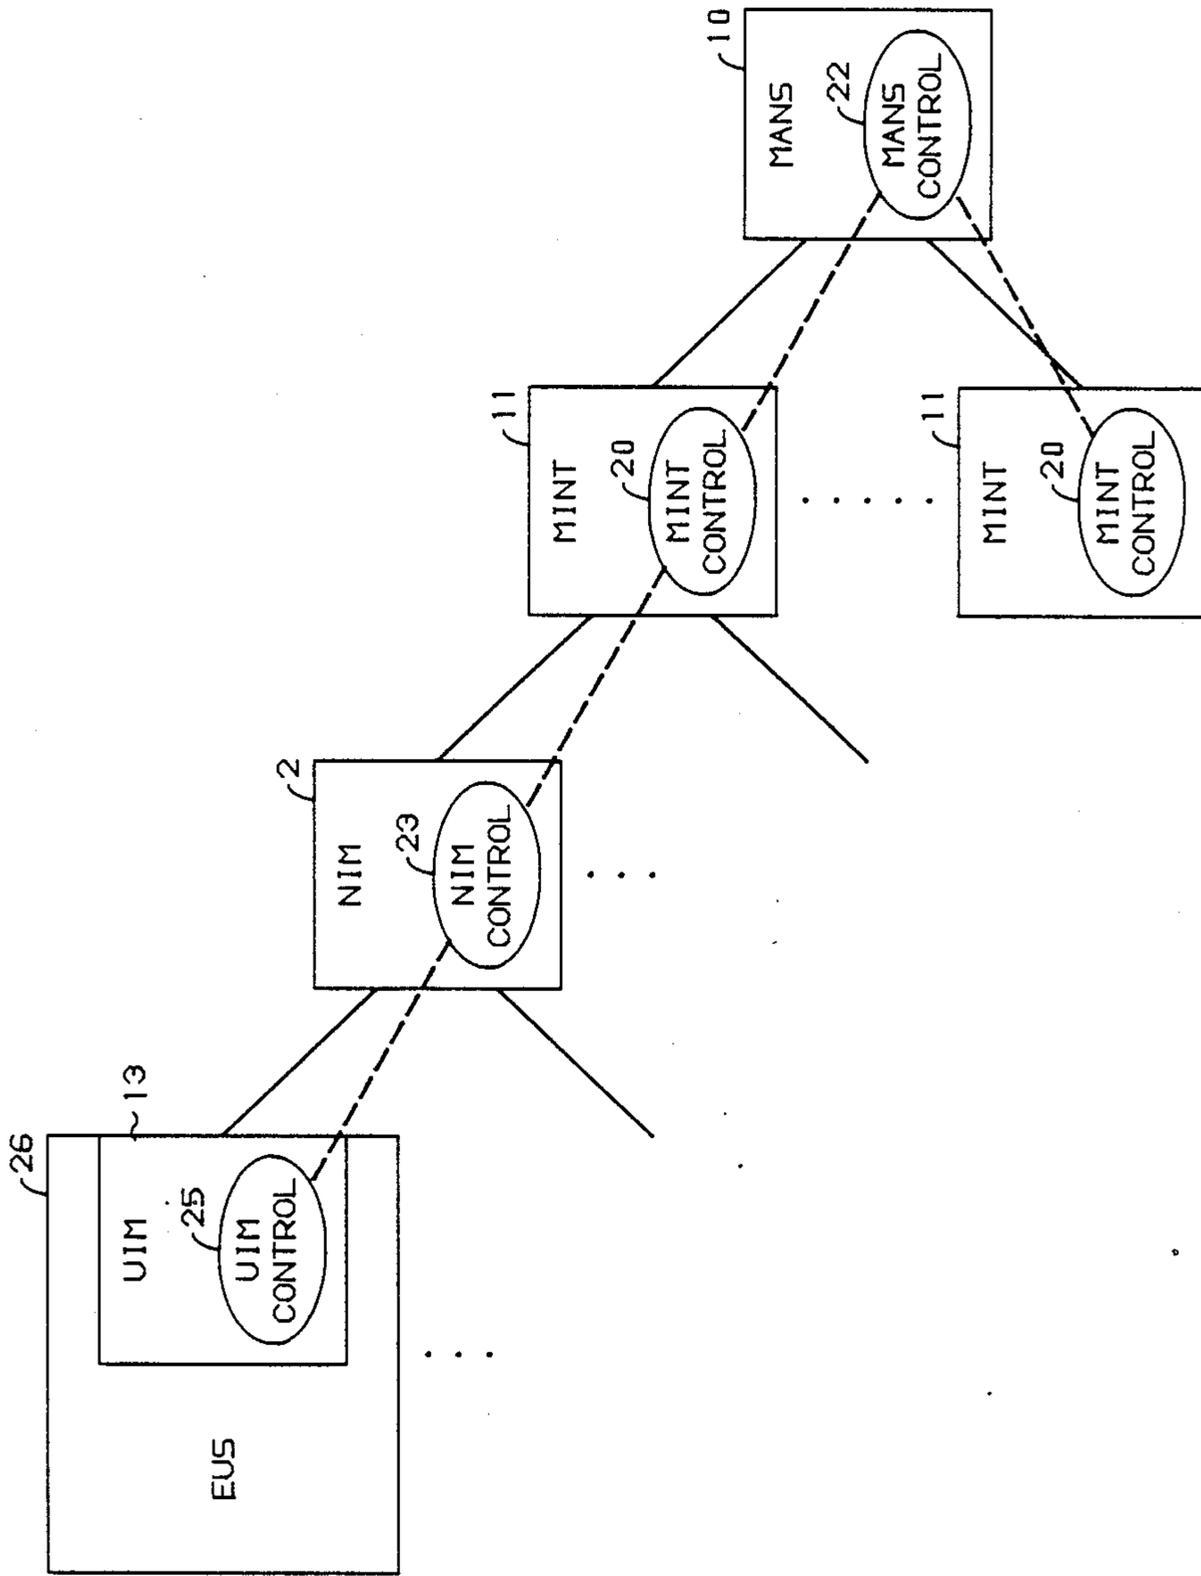 26
EUS
13
UIM
25
UIM
CONTROL
2
NIM
23
NIM
CONTROL
11
MINT
20
MINT
CONTROL
11
MINT
20
MINT
CONTROL
10
MANS
22
MANS
CONTROL